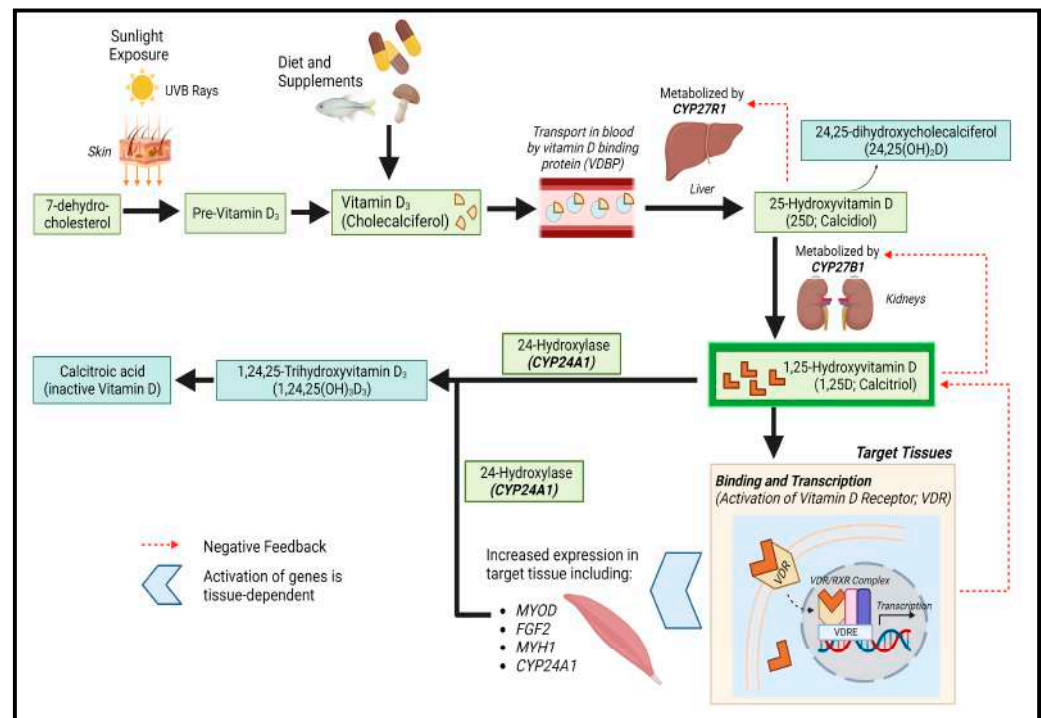 Sunlight
Exposure
UVB Rays
Skin
Diet and
Supplements
7-dehydro-
cholesterol
Pre-Vitamin D₃
Vitamin D₃
(Cholecalciferol)
Transport in blood
by vitamin D binding
protein (VDBP)
Metabolized by
CYP27R1
Liver
24,25-dihydroxycholecalciferol
(24,25(OH)₂D)
25-Hydroxyvitamin D
(25D; Calcidiol)
Metabolized by
CYP27B1
Kidneys
1,25-Hydroxyvitamin D
(1,25D; Calcitriol)
24-Hydroxylase
(CYP24A1)
1,24,25-Trihydroxyvitamin D₃
(1,24,25(OH)₃D₃)
Calcitroic acid
(inactive Vitamin D)
24-Hydroxylase
(CYP24A1)
Target Tissues
Binding and Transcription
(Activation of Vitamin D Receptor; VDR)
VDR
VDR/RXR Complex
Transcription
VDRE
Increased expression in
target tissue including:
• MYOD
• FGF2
• MYH1
• CYP24A1
Negative Feedback
Activation of genes is
tissue-dependent